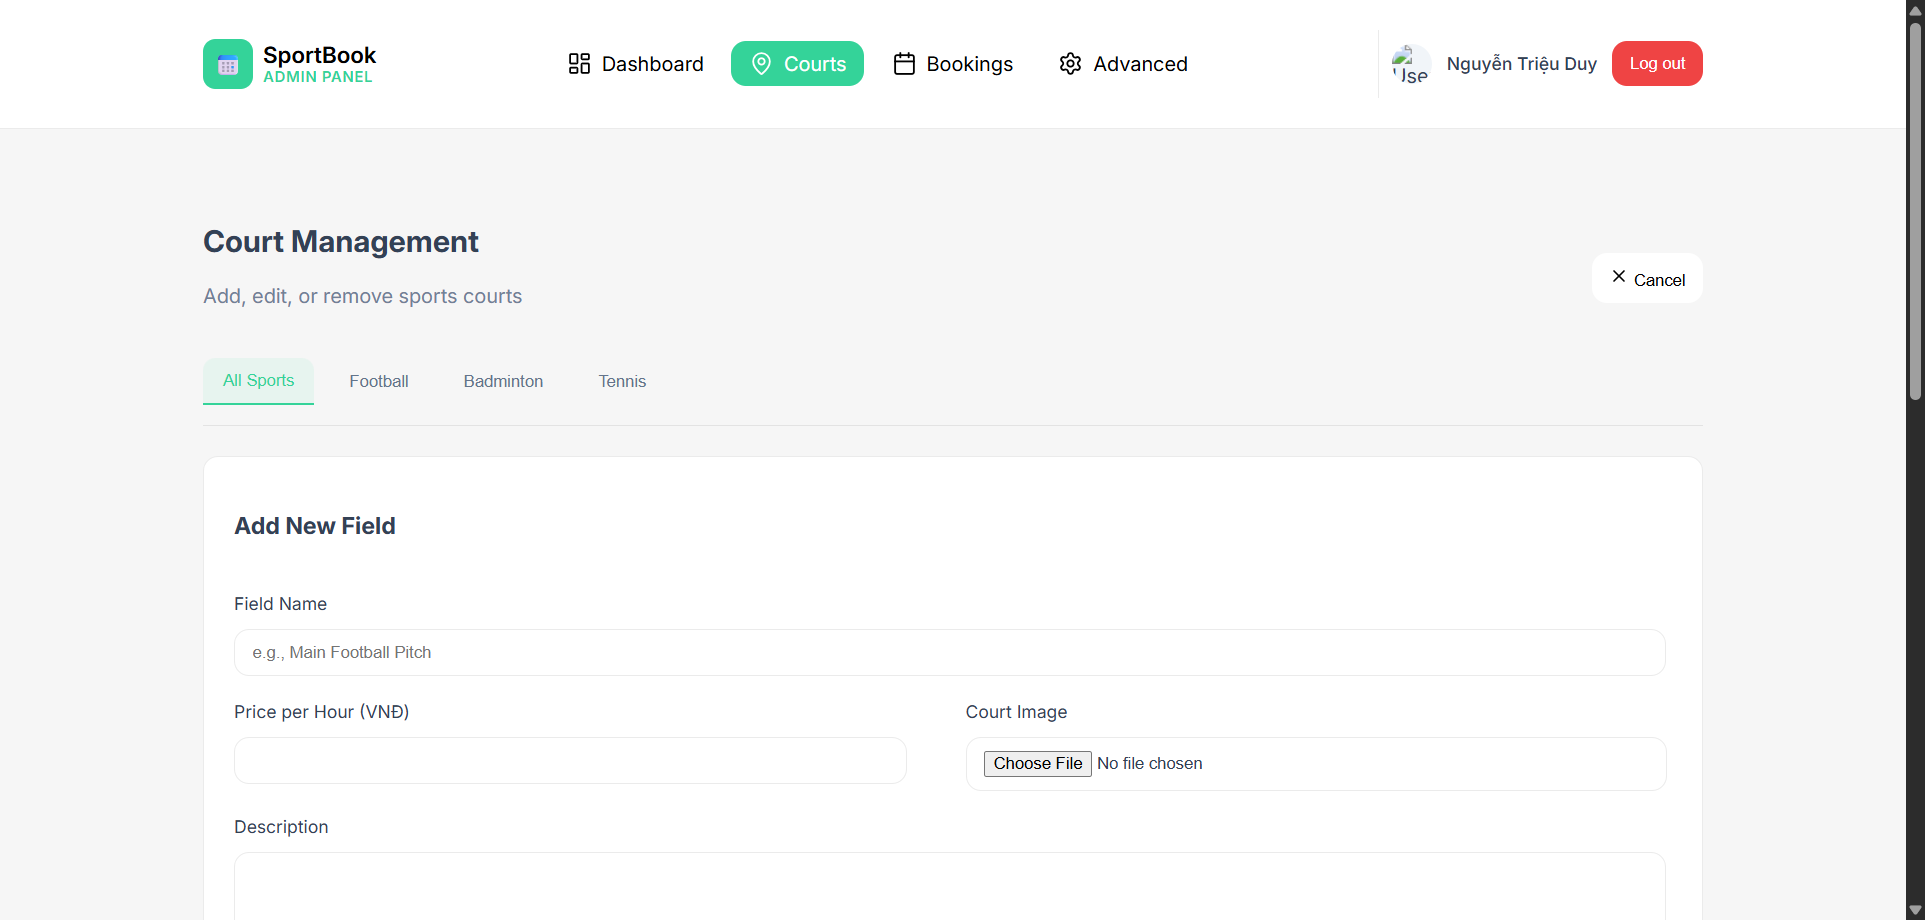 SportBook
ADMIN PANEL
Dashboard
Courts
Bookings
Advanced
Use
Nguyễn Triệu Duy
Log out
Court Management
Add, edit, or remove sports courts
Cancel
All Sports
Football
Badminton
Tennis
Add New Field
Field Name
e.g., Main Football Pitch
Price per Hour (VNĐ)
Court Image
Choose File No file chosen
Description